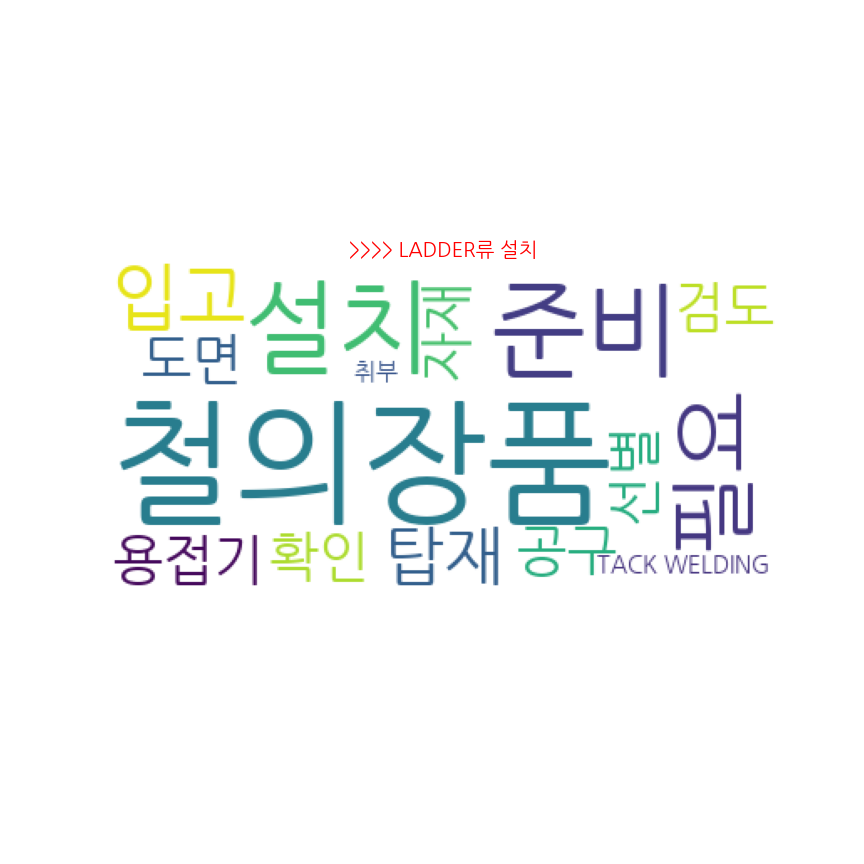 >>>> LADDER류 설치
입고
설치
자재
준비
검도
도면
취부
철의장품
선별
필요
용접기
확인
탑재
공구
TACK WELDING